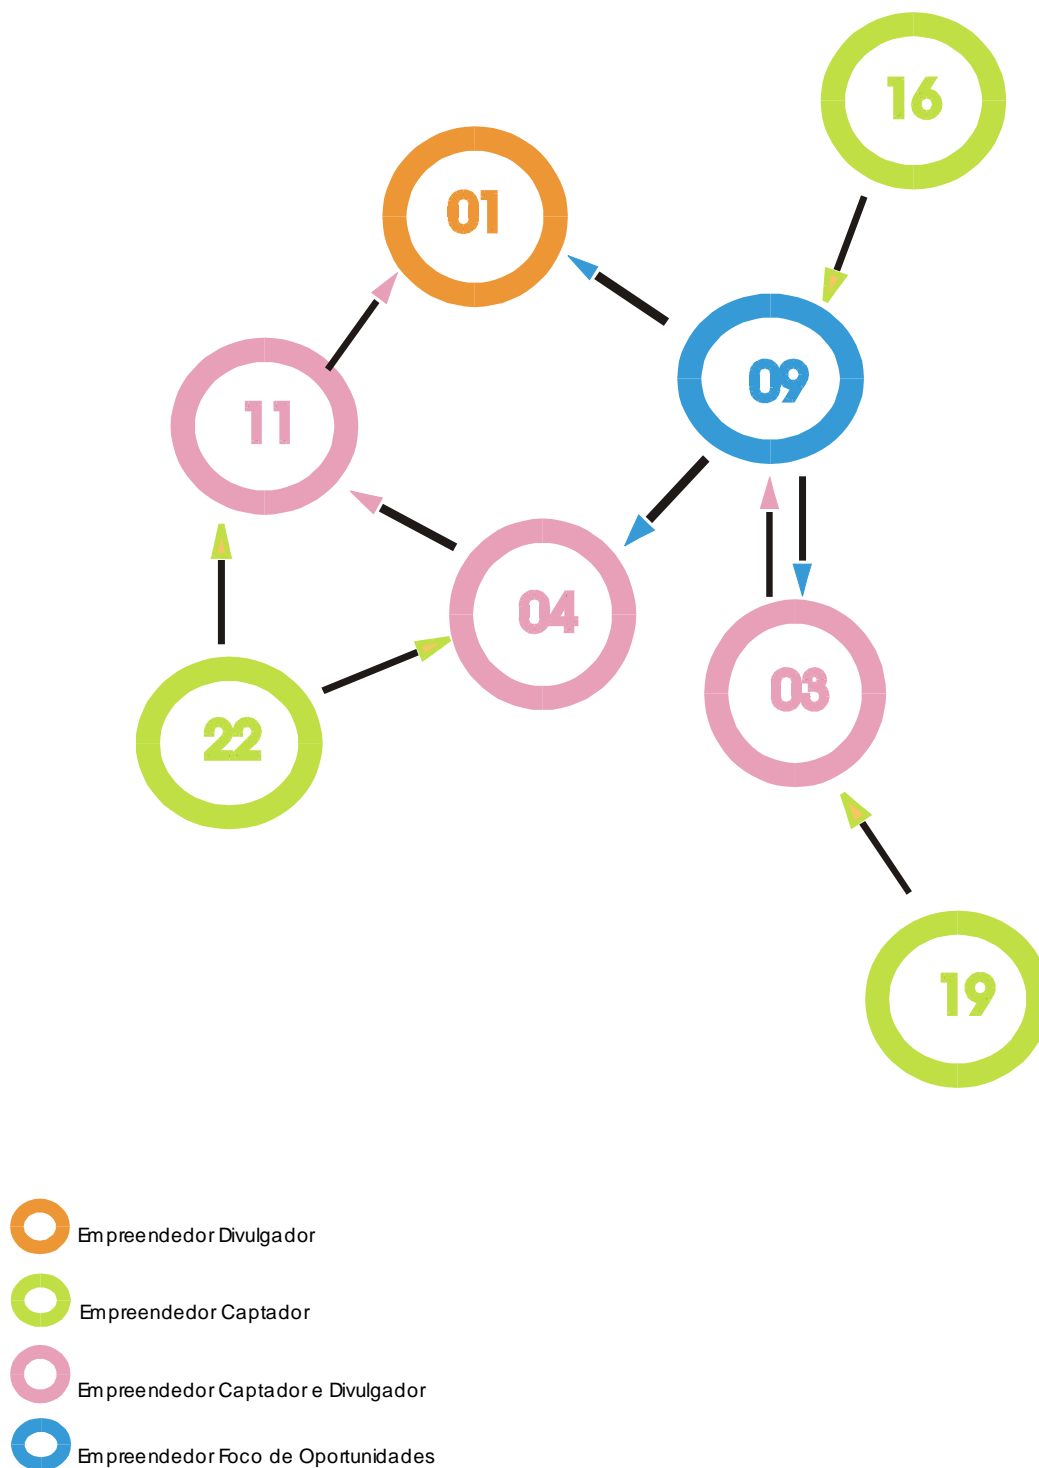 16
01
09
11
04
03
22
19
Empreendedor Divulgador
Empreendedor Captador
Empreendedor Captador e Divulgador
Empreendedor Foco de Oportunidades